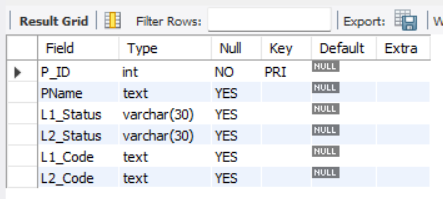 Result Grid Filter Rows: Export: W
Field Type Null Key Default Extra
P_ID int NO PRI NULL
PName text YES NULL
L1_Status varchar(30) YES NULL
L2_Status varchar(30) YES NULL
L1_Code text YES NULL
L2_Code text YES NULL